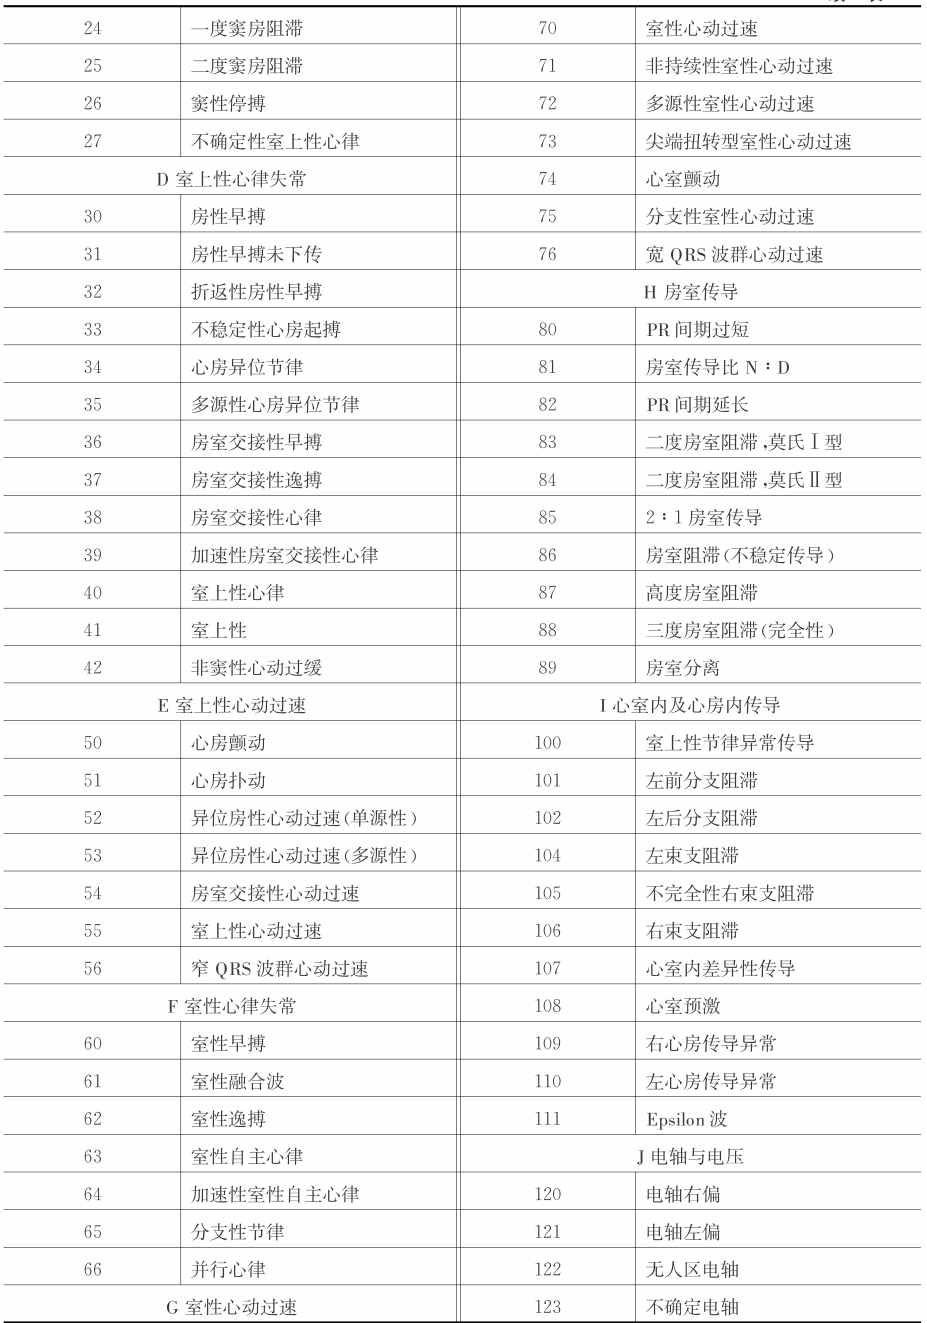 24 一度窦房阻滞
25 二度窦房阻滞
26 窦性停搏
27 不确定性室上性心律
D 室上性心律失常
30 房性早搏
31 房性早搏未下传
32 折返性房性早搏
33 不稳定性心房起搏
34 心房异位节律
35 多源性心房异位节律
36 房室交接性早搏
37 房室交接性逸搏
38 房室交接性心律
39 加速性房室交接性心律
40 室上性心律
41 室上性
42 非窦性心动过缓
E 室上性心动过速
50 心房颤动
51 心房扑动
52 异位房性心动过速(单源性)
53 异位房性心动过速(多源性)
54 房室交接性心动过速
55 室上性心动过速
56 窄 QRS 波群心动过速
F 室性心律失常
60 室性早搏
61 室性融合波
62 室性逸搏
63 室性自主心律
64 加速性室性自主心律
65 分支性节律
66 并行心律
G 室性心动过速
70 室性心动过速
71 非持续性室性心动过速
72 多源性室性心动过速
73 尖端扭转型室性心动过速
74 心室颤动
75 分支性室性心动过速
76 宽 QRS 波群心动过速
H 房室传导
80 PR 间期过短
81 房室传导比 N∶D
82 PR 间期延长
83 二度房室阻滞,莫氏Ⅰ型
84 二度房室阻滞,莫氏Ⅱ型
85 2∶1 房室传导
86 房室阻滞(不稳定传导)
87 高度房室阻滞
88 三度房室阻滞(完全性)
89 房室分离
I 心室内及心房内传导
100 室上性节律异常传导
101 左前分支阻滞
102 左后分支阻滞
104 左束支阻滞
105 不完全性右束支阻滞
106 右束支阻滞
107 心室内差异性传导
108 心室预激
109 右心房传导异常
110 左心房传导异常
111 Epsilon 波
J 电轴与电压
120 电轴右偏
121 电轴左偏
122 无人区电轴
123 不确定电轴